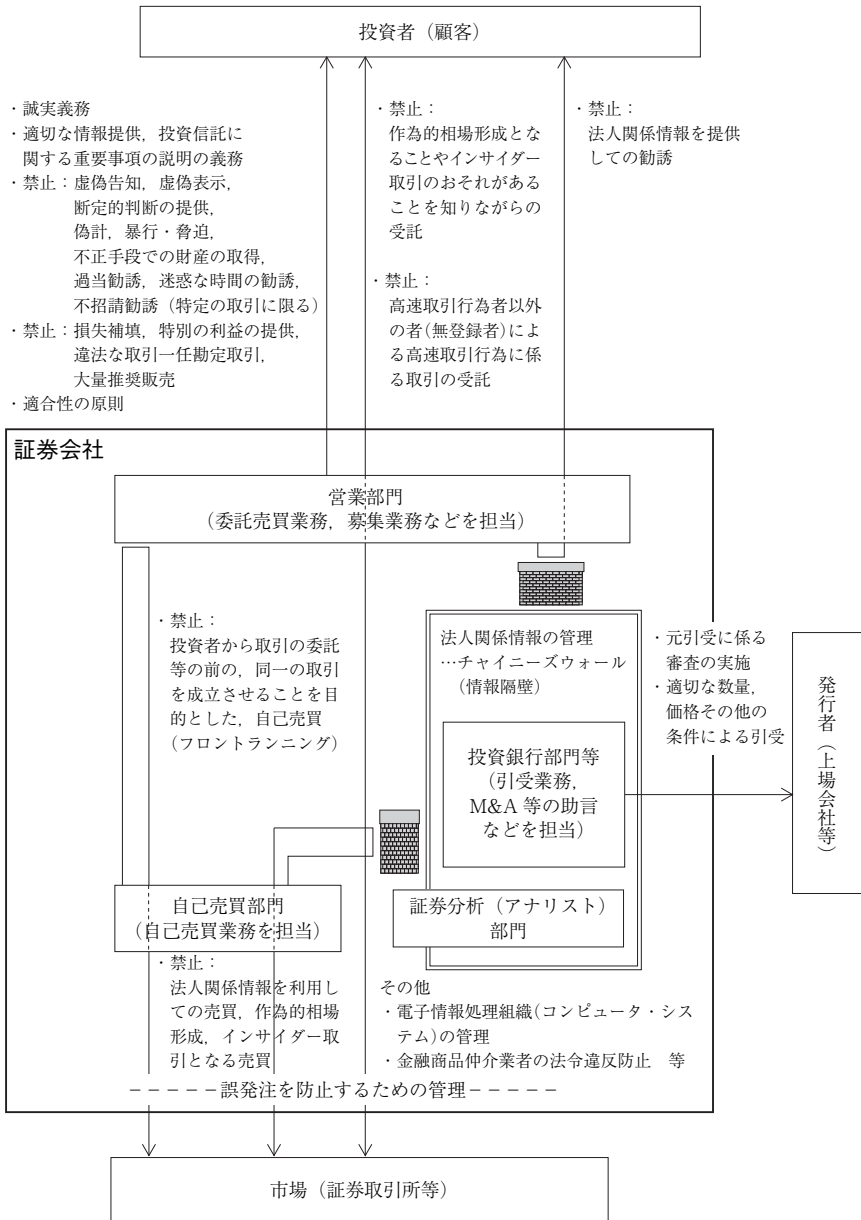 投資者（顧客）
・誠実義務
・適切な情報提供，投資信託に
関する重要事項の説明の義務
・禁止：虚偽告知，虚偽表示，
断定的判断の提供，
偽計，暴行・脅迫，
不正手段での財産の取得，
過当勧誘，迷惑な時間の勧誘，
不招請勧誘（特定の取引に限る）
・禁止：損失補填，特別の利益の提供，
違法な取引一任勘定取引，
大量推奨販売
・適合性の原則
・禁止：
作為的相場形成とな
ることやインサイダー
取引のおそれがある
ことを知りながらの
受託
・禁止：
高速取引行為者以外
の者(無登録者)によ
る高速取引行為に係
る取引の受託
・禁止：
法人関係情報を提供
しての勧誘
証券会社
営業部門
（委託売買業務，募集業務などを担当）
・禁止：
投資者から取引の委託
等の前の，同一の取引
を成立させることを目
的とした，自己売買
（フロントランニング）
法人関係情報の管理
…チャイニーズウォール
（情報隔壁）
投資銀行部門等
（引受業務，
M&A 等の助言
などを担当）
・元引受に係る
審査の実施
・適切な数量，
価格その他の
条件による引受
発行者（上場会社等）
自己売買部門
（自己売買業務を担当）
証券分析（アナリスト）
部門
・禁止：
法人関係情報を利用し
ての売買，作為的相場
形成，インサイダー取
引となる売買
その他
・電子情報処理組織(コンピュータ・シス
テム)の管理
・金融商品仲介業者の法令違反防止　等
－－－－－誤発注を防止するための管理－－－－－
市場（証券取引所等）